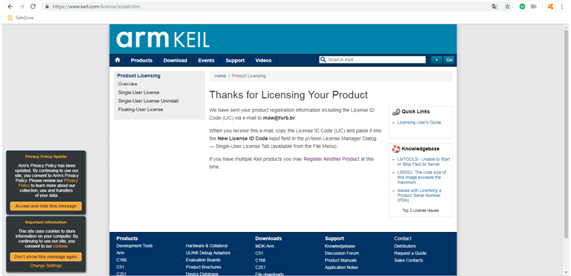 https://www.keil.com/license/install.htm
SafeZone
arm KEIL
Products Download Events Support Videos
Search Keil
Go
Product Licensing
Overview
Single-User License
Single-User License Uninstall
Floating-User License
Home / Product Licensing
Thanks for Licensing Your Product
We have sent your product registration information including the License ID
Code (LIC) via e-mail to maw@furb.br.
When you receive this e-mail, copy the License ID Code (LIC) and paste it into
the New License ID Code input field in the µVision License Manager Dialog
— Single-User License Tab (available from the File Menu).
If you have multiple Keil products you may Register Another Product at this
time.
Quick Links
Licensing User's Guide
Knowledgebase
LMTOOLS - Unable to Start
or Stop FlexLM Server
L6050U: The code size of
this image exceeds the
maximum ...
Issues with Licensing a
Product Serial Number
(PSN)
Top 3 License Issues
Privacy Policy Update
Arm's Privacy Policy has been
updated. By continuing to use our
site, you consent to Arm's Privacy
Policy. Please review our Privacy
Policy to learn more about our
collection, use and transfers
of your data.
Accept and hide this message
Important information
This site uses cookies to store
information on your computer. By
continuing to use our site, you
consent to our cookies.
Don't show this message again
Change Settings
Products
Development Tools
Arm
C166
C51
C251
Hardware & Collateral
ULINK Debug Adaptors
Evaluation Boards
Product Brochures
Device Database
Downloads
MDK-Arm
C51
C166
C251
File downloads
Support
Knowledgebase
Discussion Forum
Product Manuals
Application Notes
Contact
Distributors
Request a Quote
Sales Contacts